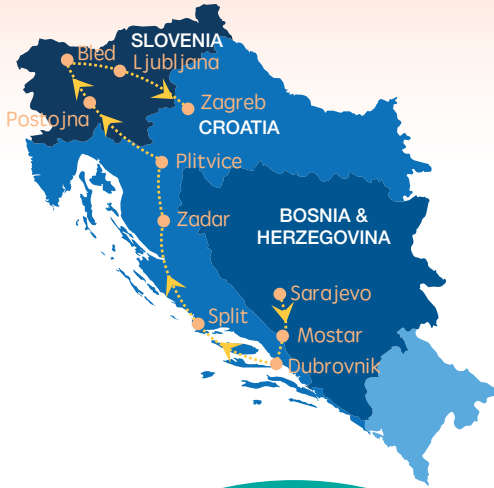 SLOVENIA
Bled
Ljubljana
Postojna
Zagreb
CROATIA
Plitvice
Zadar
BOSNIA &
HERZEGOVINA
Sarajevo
Split
Mostar
Dubrovnik